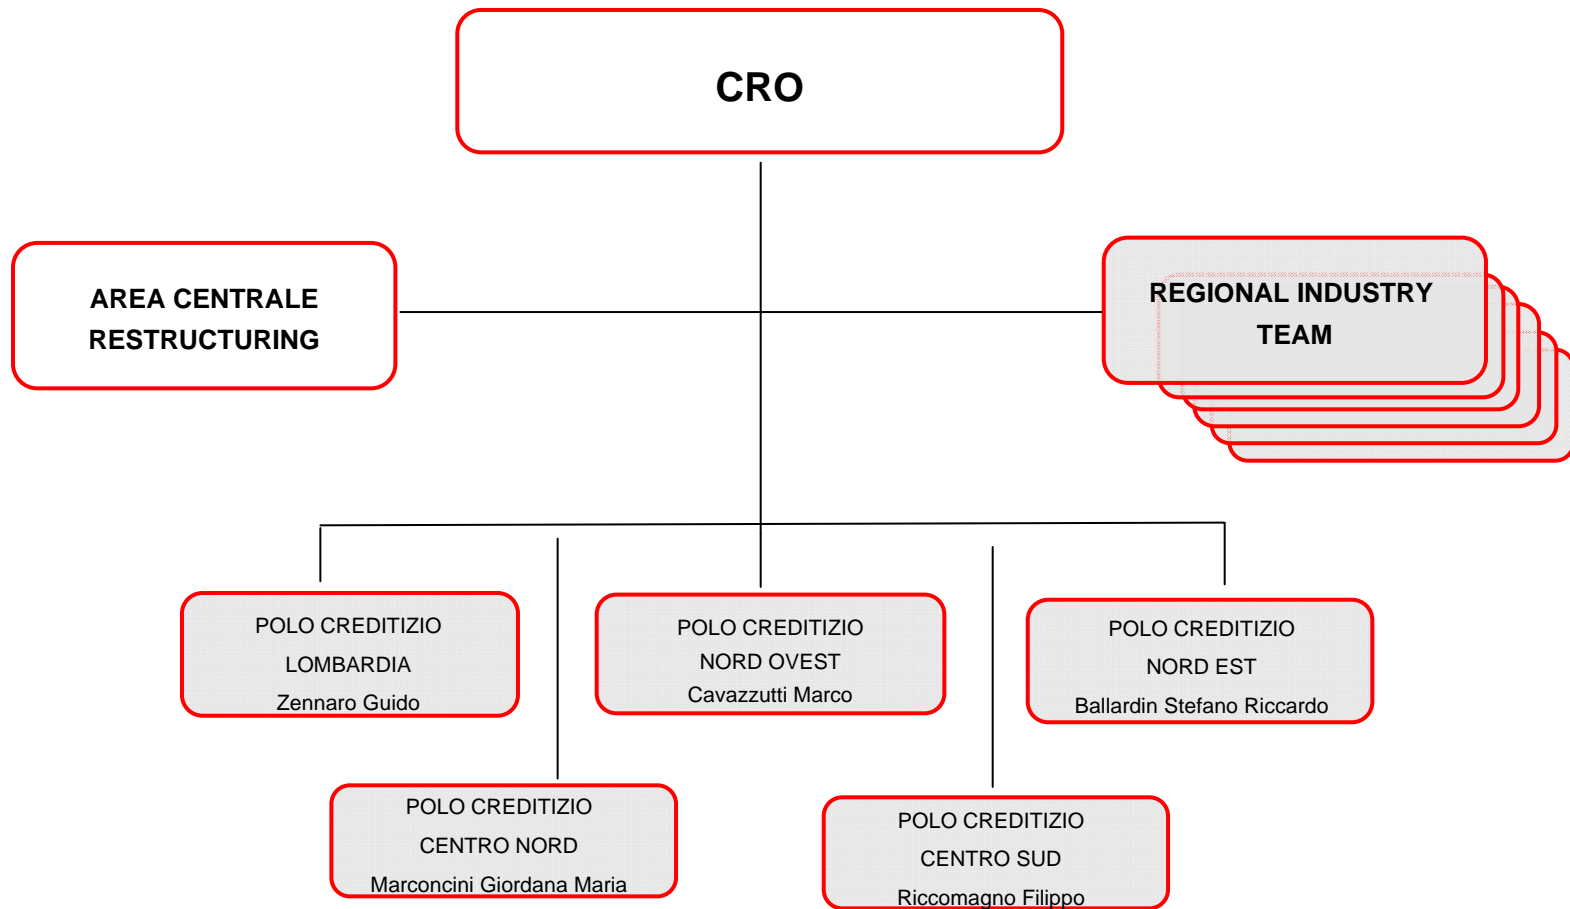 CRO
AREA CENTRALE
RESTRUCTURING
REGIONAL INDUSTRY
TEAM
POLO CREDITIZIO
LOMBARDIA
Zennaro Guido
POLO CREDITIZIO
NORD OVEST
Cavazzutti Marco
POLO CREDITIZIO
NORD EST
Ballardin Stefano Riccardo
POLO CREDITIZIO
CENTRO NORD
Marconcini Giordana Maria
POLO CREDITIZIO
CENTRO SUD
Riccomagno Filippo